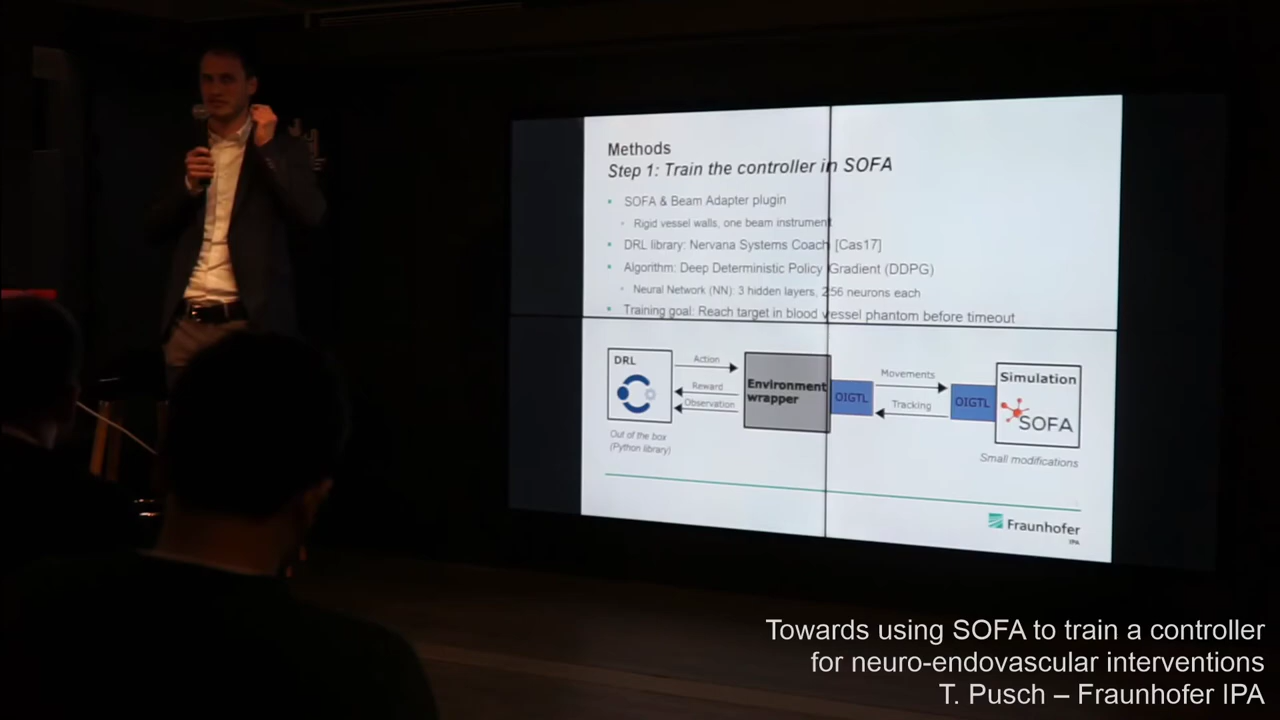 Methods
Step 1: Train the controller in SOFA
SOFA & Beam Adapter plugin
Rigid vessel walls, one beam instrument
DRL library: Nervana Systems Coach [Cas17]
Algorithm: Deep Deterministic Policy Gradient (DDPG)
Neural Network (NN): 3 hidden layers, 256 neurons each
Training goal: Reach target in blood vessel phantom before timeout
DRL
Out of the box
(Python library)
Action
Reward
Observation
Environment
wrapper
OIGTL
Movements
Tracking
OIGTL
Simulation
SOFA
Small modifications
Fraunhofer
IPA
Towards using SOFA to train a controller
for neuro-endovascular interventions
T. Pusch – Fraunhofer IPA